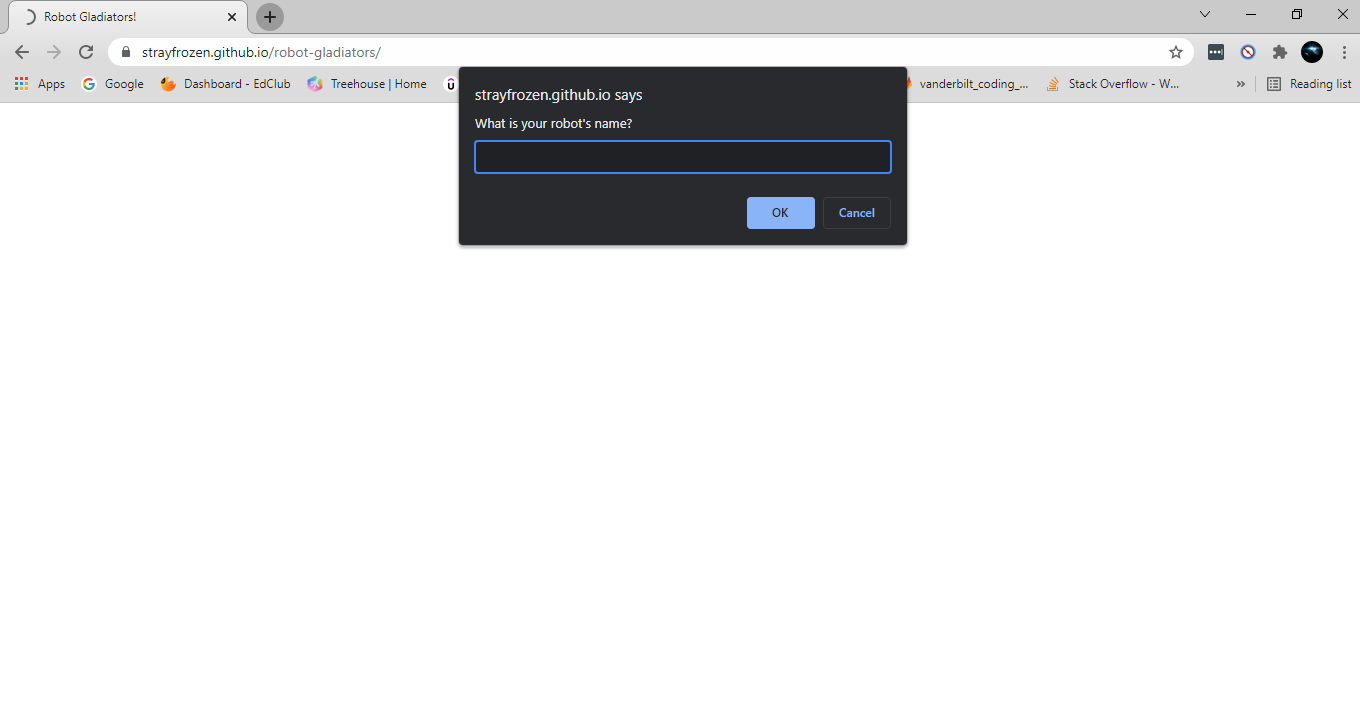 Robot Gladiators!
strayfrozen.github.io/robot-gladiators/
Apps Google Dashboard - EdClub Treehouse | Home vanderbilt_coding_... Stack Overflow - W... » Reading list
strayfrozen.github.io says
What is your robot's name?
OK Cancel